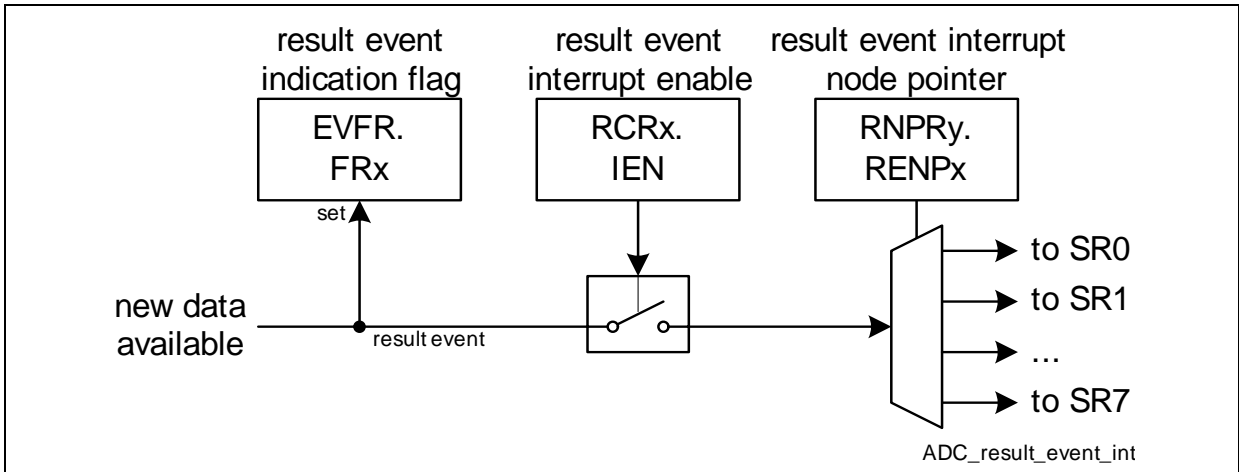 result event
indication flag
result event
interrupt enable
result event interrupt
node pointer
EVFR.
FRx
RCRx.
IEN
RNPRy.
RENPx
set
new data
available
result event
to SR0
to SR1
...
to SR7
ADC_result_event_int